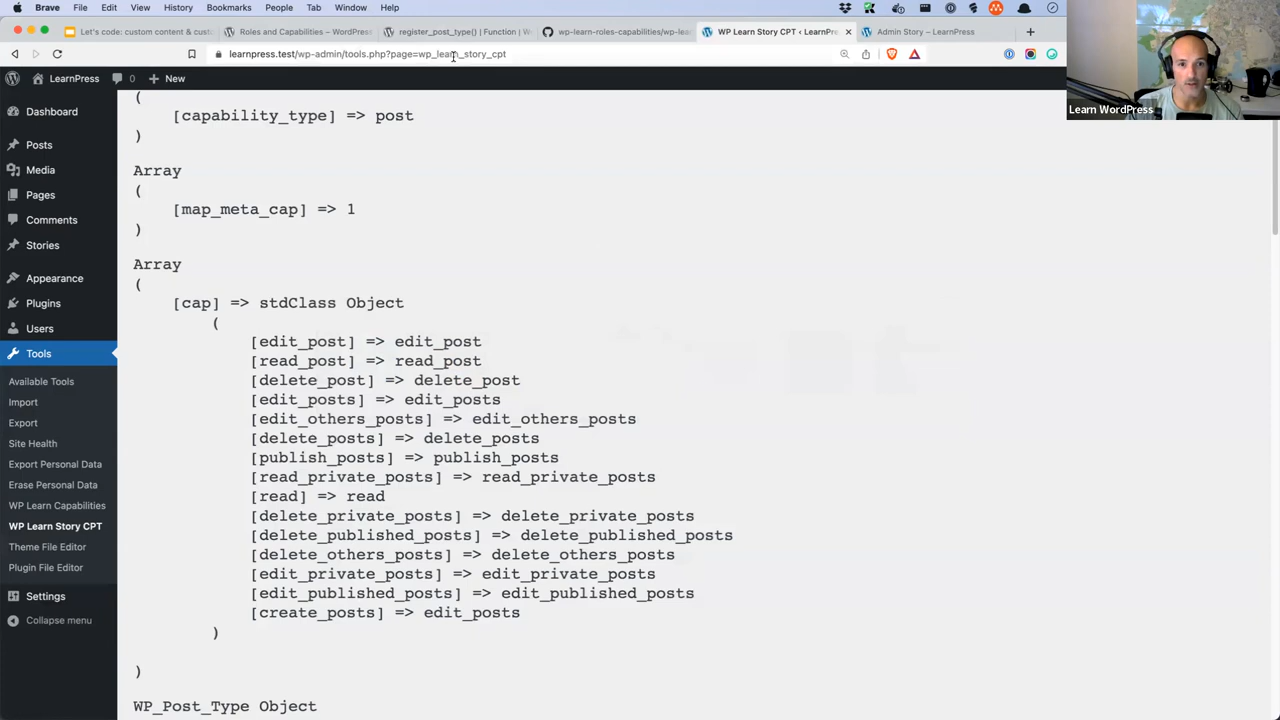 Brave File Edit View History Bookmarks People Tab Window Help
Let's code: custom content & cust
Roles and Capabilities – WordPress
register_post_type() | Function | W
wp-learn-roles-capabilities/wp-lea
WP Learn Story CPT ‹ LearnPres
Admin Story – LearnPress
learnpress.test/wp-admin/tools.php?page=wp_learn_story_cpt
Learn WordPress
LearnPress 0 New
Dashboard
Posts
Media
Pages
Comments
Stories
Appearance
Plugins
Users
Tools
Available Tools
Import
Export
Site Health
Export Personal Data
Erase Personal Data
WP Learn Capabilities
WP Learn Story CPT
Theme File Editor
Plugin File Editor
Settings
Collapse menu
(
[capability_type] => post
)
Array
(
[map_meta_cap] => 1
)
Array
(
[cap] => stdClass Object
(
[edit_post] => edit_post
[read_post] => read_post
[delete_post] => delete_post
[edit_posts] => edit_posts
[edit_others_posts] => edit_others_posts
[delete_posts] => delete_posts
[publish_posts] => publish_posts
[read_private_posts] => read_private_posts
[read] => read
[delete_private_posts] => delete_private_posts
[delete_published_posts] => delete_published_posts
[delete_others_posts] => delete_others_posts
[edit_private_posts] => edit_private_posts
[edit_published_posts] => edit_published_posts
[create_posts] => edit_posts
)
)
WP_Post_Type Object